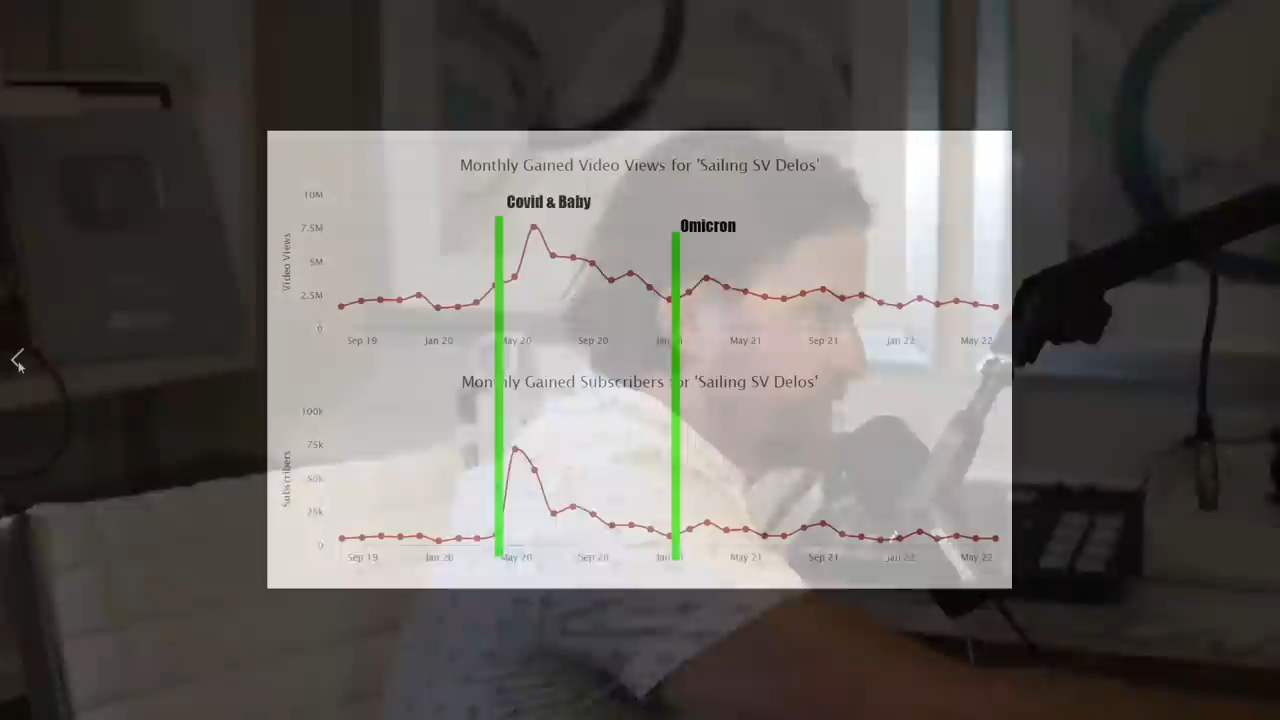 Monthly Gained Video Views for 'Sailing SV Delos'
Covid & Baby
Omicron
10M
7.5M
5M
2.5M
0
Video Views
Sep 19 Jan 20 May 20 Sep 20 May 21 Sep 21 Jan 22 May 22
Monthly Gained Subscribers for 'Sailing SV Delos'
100k
75k
50k
25k
0
Subscribers
Sep 19 Jan 20 May 20 Sep 20 May 21 Sep 21 Jan 22 May 22